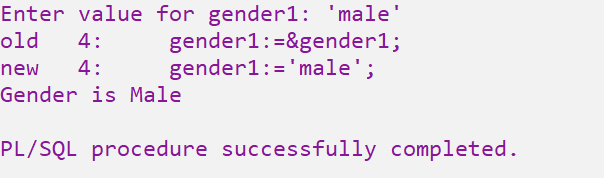 Enter value for gender1: 'male'
old   4:     gender1:=&gender1;
new   4:     gender1:='male';
Gender is Male
PL/SQL procedure successfully completed.